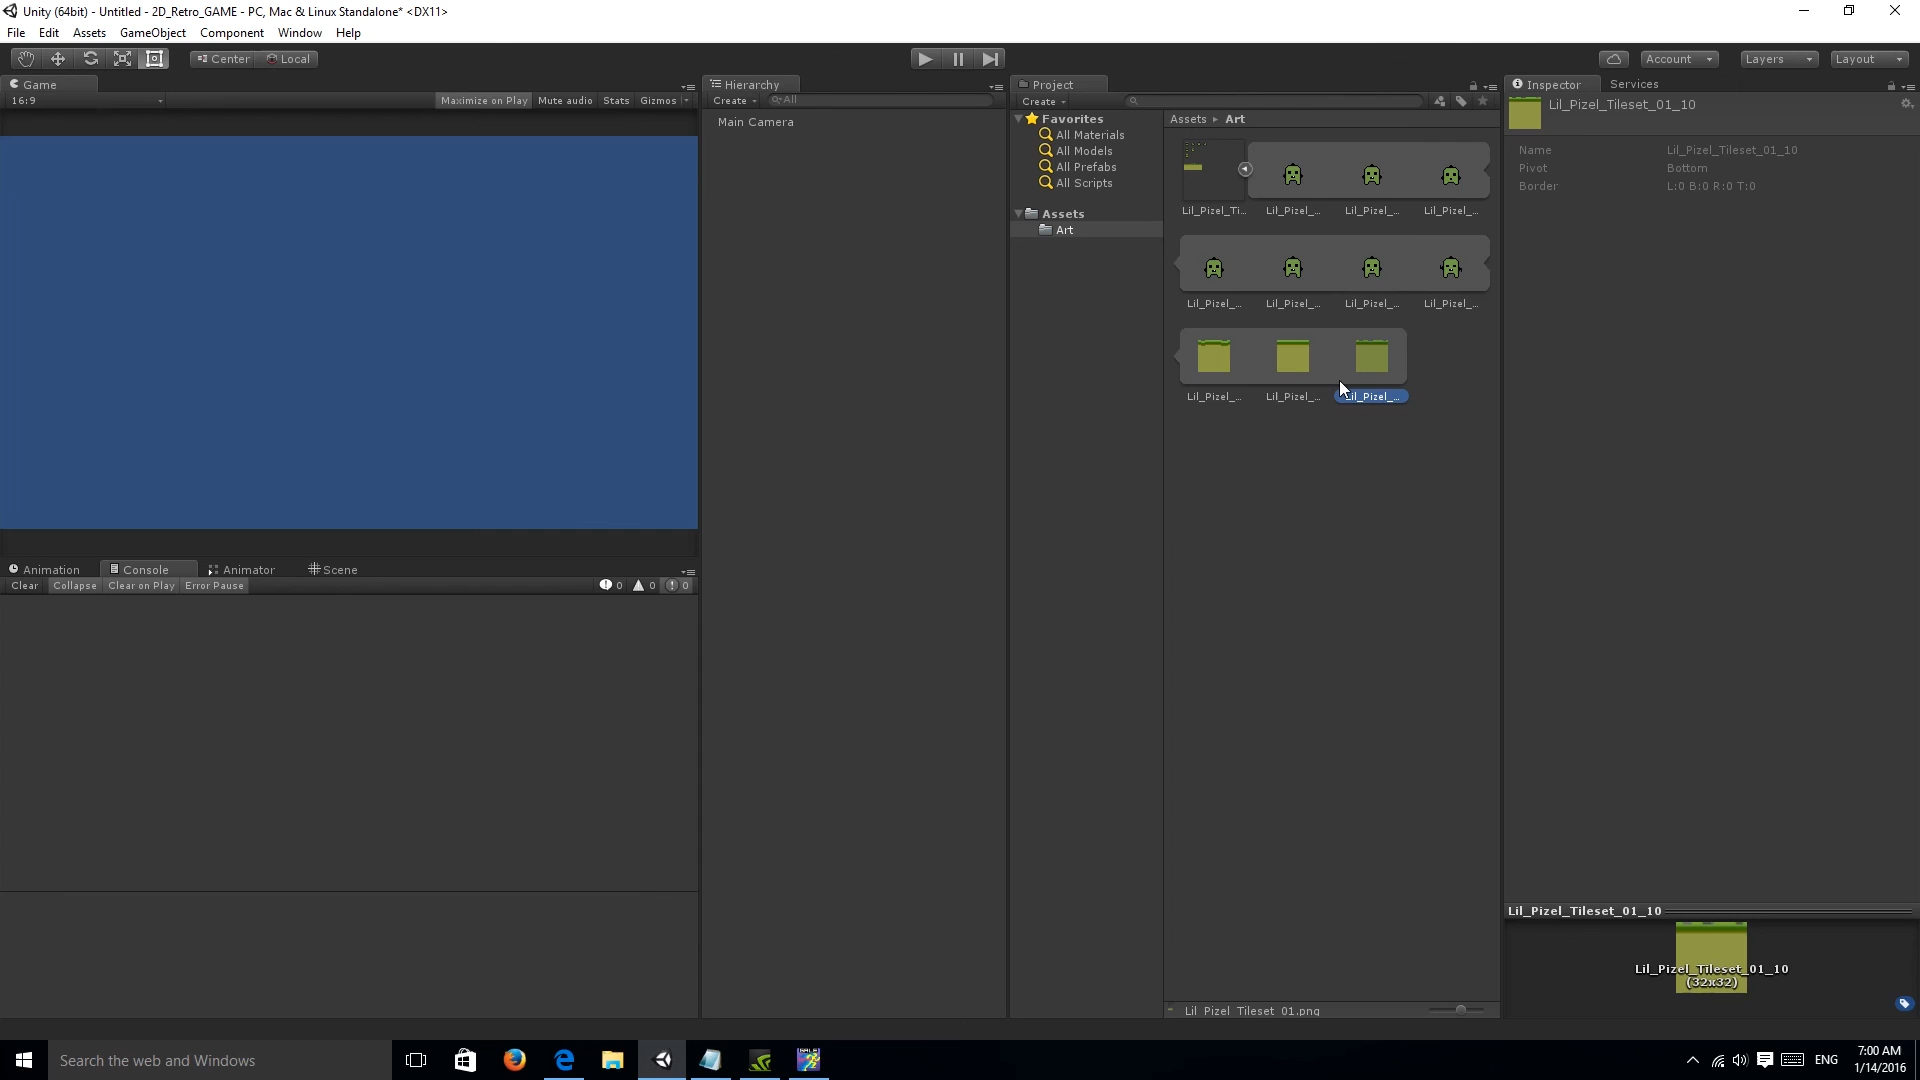 Unity (64bit) - Untitled - 2D_Retro_GAME - PC, Mac & Linux Standalone* <DX11>
File Edit Assets GameObject Component Window Help
Center Local Account Layers Layout
Game Hierarchy Project Inspector Services
16:9 Maximize on Play Mute audio Stats Gizmos Create All Create Lil_Pizel_Tileset_01_10
Main Camera
Favorites
All Materials
All Models
All Prefabs
All Scripts
Assets
Art
Assets Art
Lil_Pizel_Ti... Lil_Pizel_... Lil_Pizel_... Lil_Pizel_...
Lil_Pizel_... Lil_Pizel_... Lil_Pizel_... Lil_Pizel_...
Lil_Pizel_... Lil_Pizel_... Lil_Pizel_...
Lil_Pizel_Tileset_01.png
Name Lil_Pizel_Tileset_01_10
Pivot Bottom
Border L:0 B:0 R:0 T:0
Lil_Pizel_Tileset_01_10
Lil_Pizel_Tileset_01_10
(32x32)
Animation Console Animator Scene
Clear Collapse Clear on Play Error Pause 0 0 0
Search the web and Windows
ENG
7:00 AM
1/14/2016